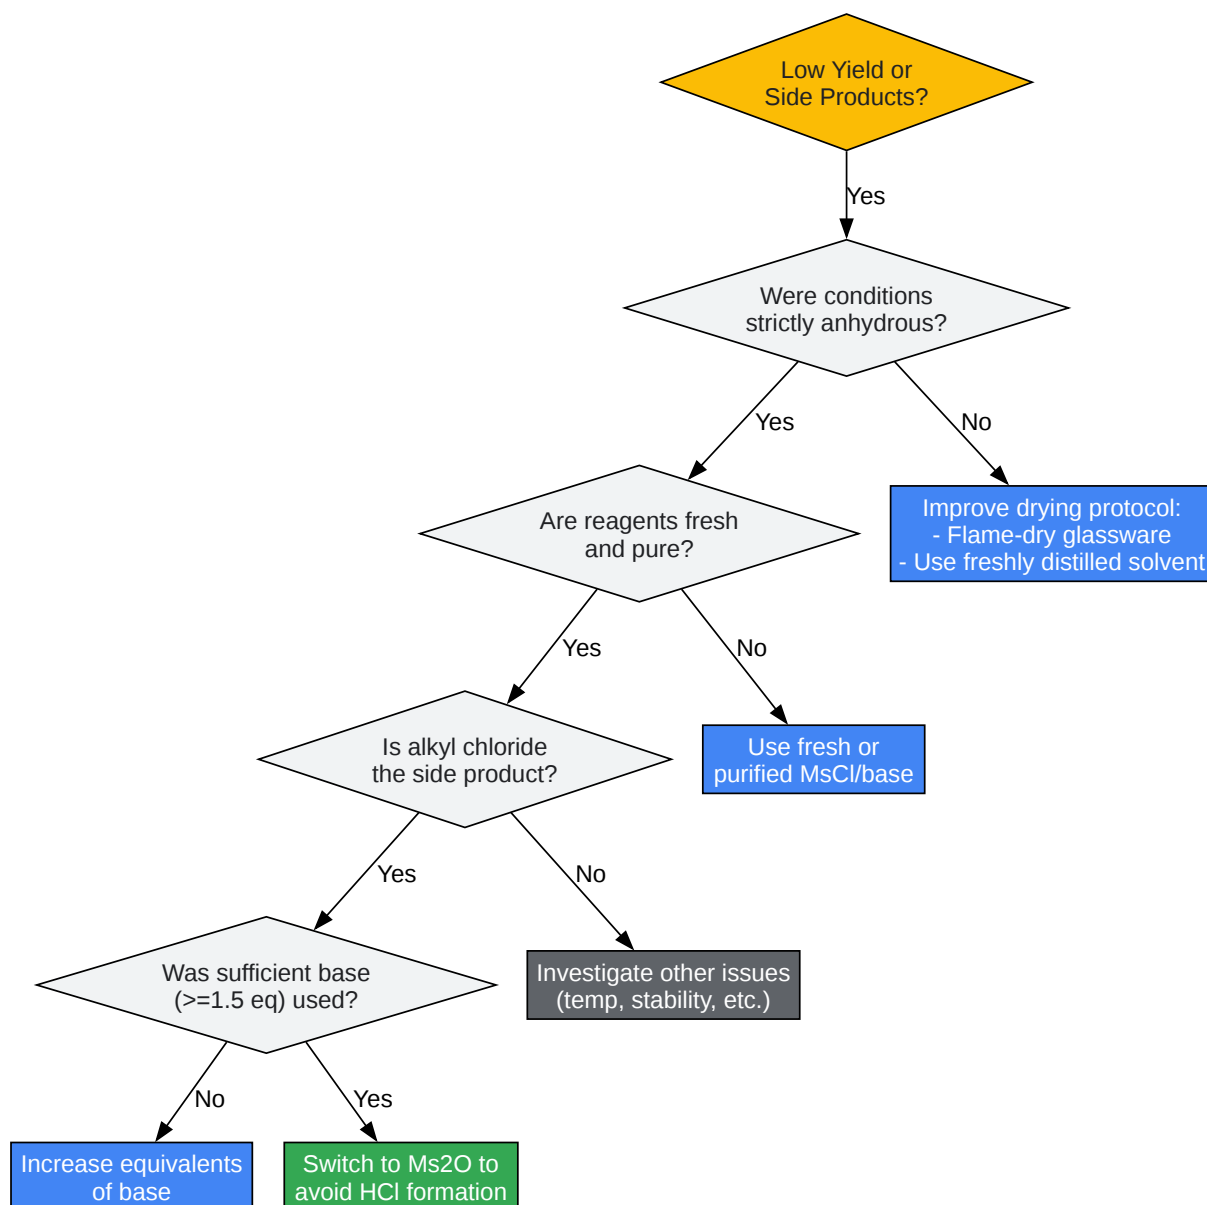 Low Yield or
Side Products?
Yes
Were conditions
strictly anhydrous?
Yes
No
Are reagents fresh
and pure?
Improve drying protocol:
- Flame-dry glassware
- Use freshly distilled solvent
Yes
No
Is alkyl chloride
the side product?
Use fresh or
purified MsCl/base
Yes
No
Was sufficient base
(>=1.5 eq) used?
Investigate other issues
(temp, stability, etc.)
No
Yes
Increase equivalents
of base
Switch to Ms2O to
avoid HCl formation